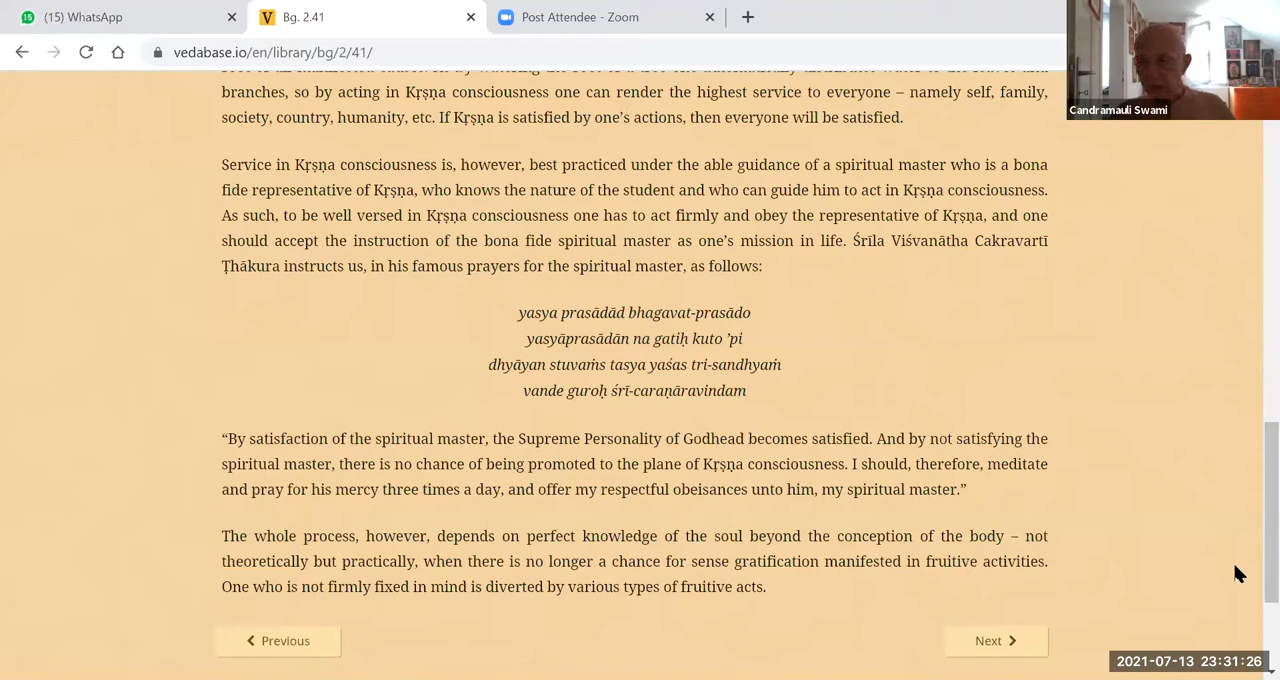 (15) WhatsApp
Bg. 2.41
Post Attendee - Zoom
vedabase.io/en/library/bg/2/41/
Candramauli Swami
branches, so by acting in Kṛṣṇa consciousness one can render the highest service to everyone – namely self, family,
society, country, humanity, etc. If Kṛṣṇa is satisfied by one’s actions, then everyone will be satisfied.
Service in Kṛṣṇa consciousness is, however, best practiced under the able guidance of a spiritual master who is a bona
fide representative of Kṛṣṇa, who knows the nature of the student and who can guide him to act in Kṛṣṇa consciousness.
As such, to be well versed in Kṛṣṇa consciousness one has to act firmly and obey the representative of Kṛṣṇa, and one
should accept the instruction of the bona fide spiritual master as one’s mission in life. Śrīla Viśvanātha Cakravartī
Ṭhākura instructs us, in his famous prayers for the spiritual master, as follows:
yasya prasādād bhagavat-prasādo
yasyāprasādān na gatiḥ kuto ’pi
dhyāyan stuvaṁs tasya yaśas tri-sandhyaṁ
vande guroḥ śrī-caraṇāravindam
“By satisfaction of the spiritual master, the Supreme Personality of Godhead becomes satisfied. And by not satisfying the
spiritual master, there is no chance of being promoted to the plane of Kṛṣṇa consciousness. I should, therefore, meditate
and pray for his mercy three times a day, and offer my respectful obeisances unto him, my spiritual master.”
The whole process, however, depends on perfect knowledge of the soul beyond the conception of the body – not
theoretically but practically, when there is no longer a chance for sense gratification manifested in fruitive activities.
One who is not firmly fixed in mind is diverted by various types of fruitive acts.
Previous
Next
2021-07-13 23:31:26